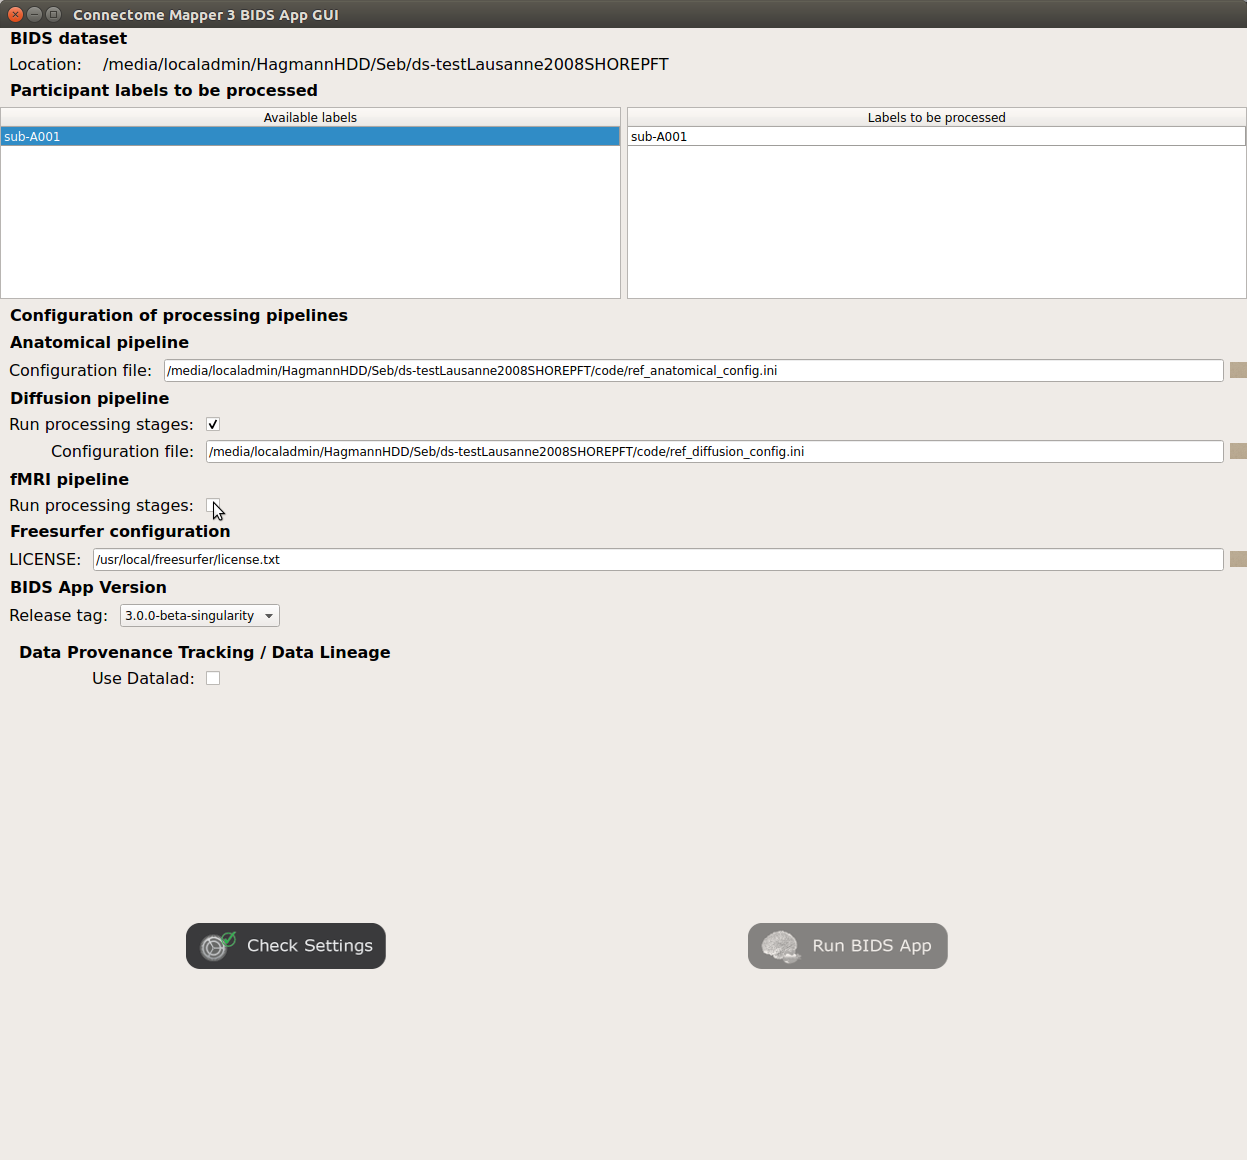 Connectome Mapper 3 BIDS App GUI
BIDS dataset
Location: /media/localadmin/HagmannHDD/Seb/ds-testLausanne2008SHOREPFT
Participant labels to be processed
Available labels
sub-A001
Labels to be processed
sub-A001
Configuration of processing pipelines
Anatomical pipeline
Configuration file: /media/localadmin/HagmannHDD/Seb/ds-testLausanne2008SHOREPFT/code/ref_anatomical_config.ini
Diffusion pipeline
Run processing stages:
Configuration file: /media/localadmin/HagmannHDD/Seb/ds-testLausanne2008SHOREPFT/code/ref_diffusion_config.ini
fMRI pipeline
Run processing stages:
Freesurfer configuration
LICENSE: /usr/local/freesurfer/license.txt
BIDS App Version
Release tag: 3.0.0-beta-singularity
Data Provenance Tracking / Data Lineage
Use Datalad:
Check Settings
Run BIDS App